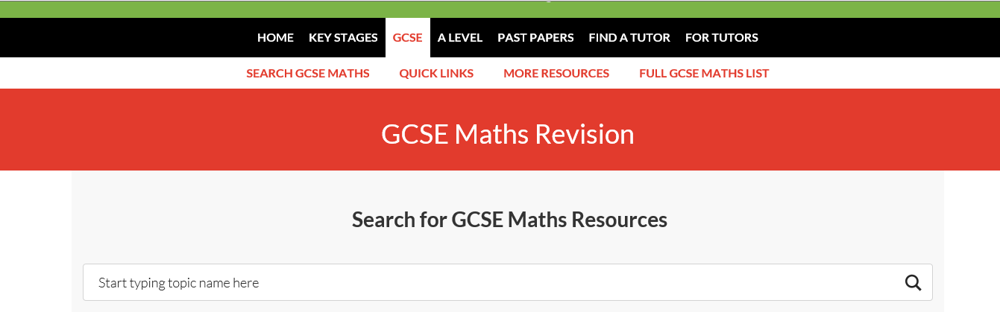 HOME KEY STAGES GCSE A LEVEL PAST PAPERS FIND A TUTOR FOR TUTORS
SEARCH GCSE MATHS QUICK LINKS MORE RESOURCES FULL GCSE MATHS LIST
GCSE Maths Revision
Search for GCSE Maths Resources
Start typing topic name here